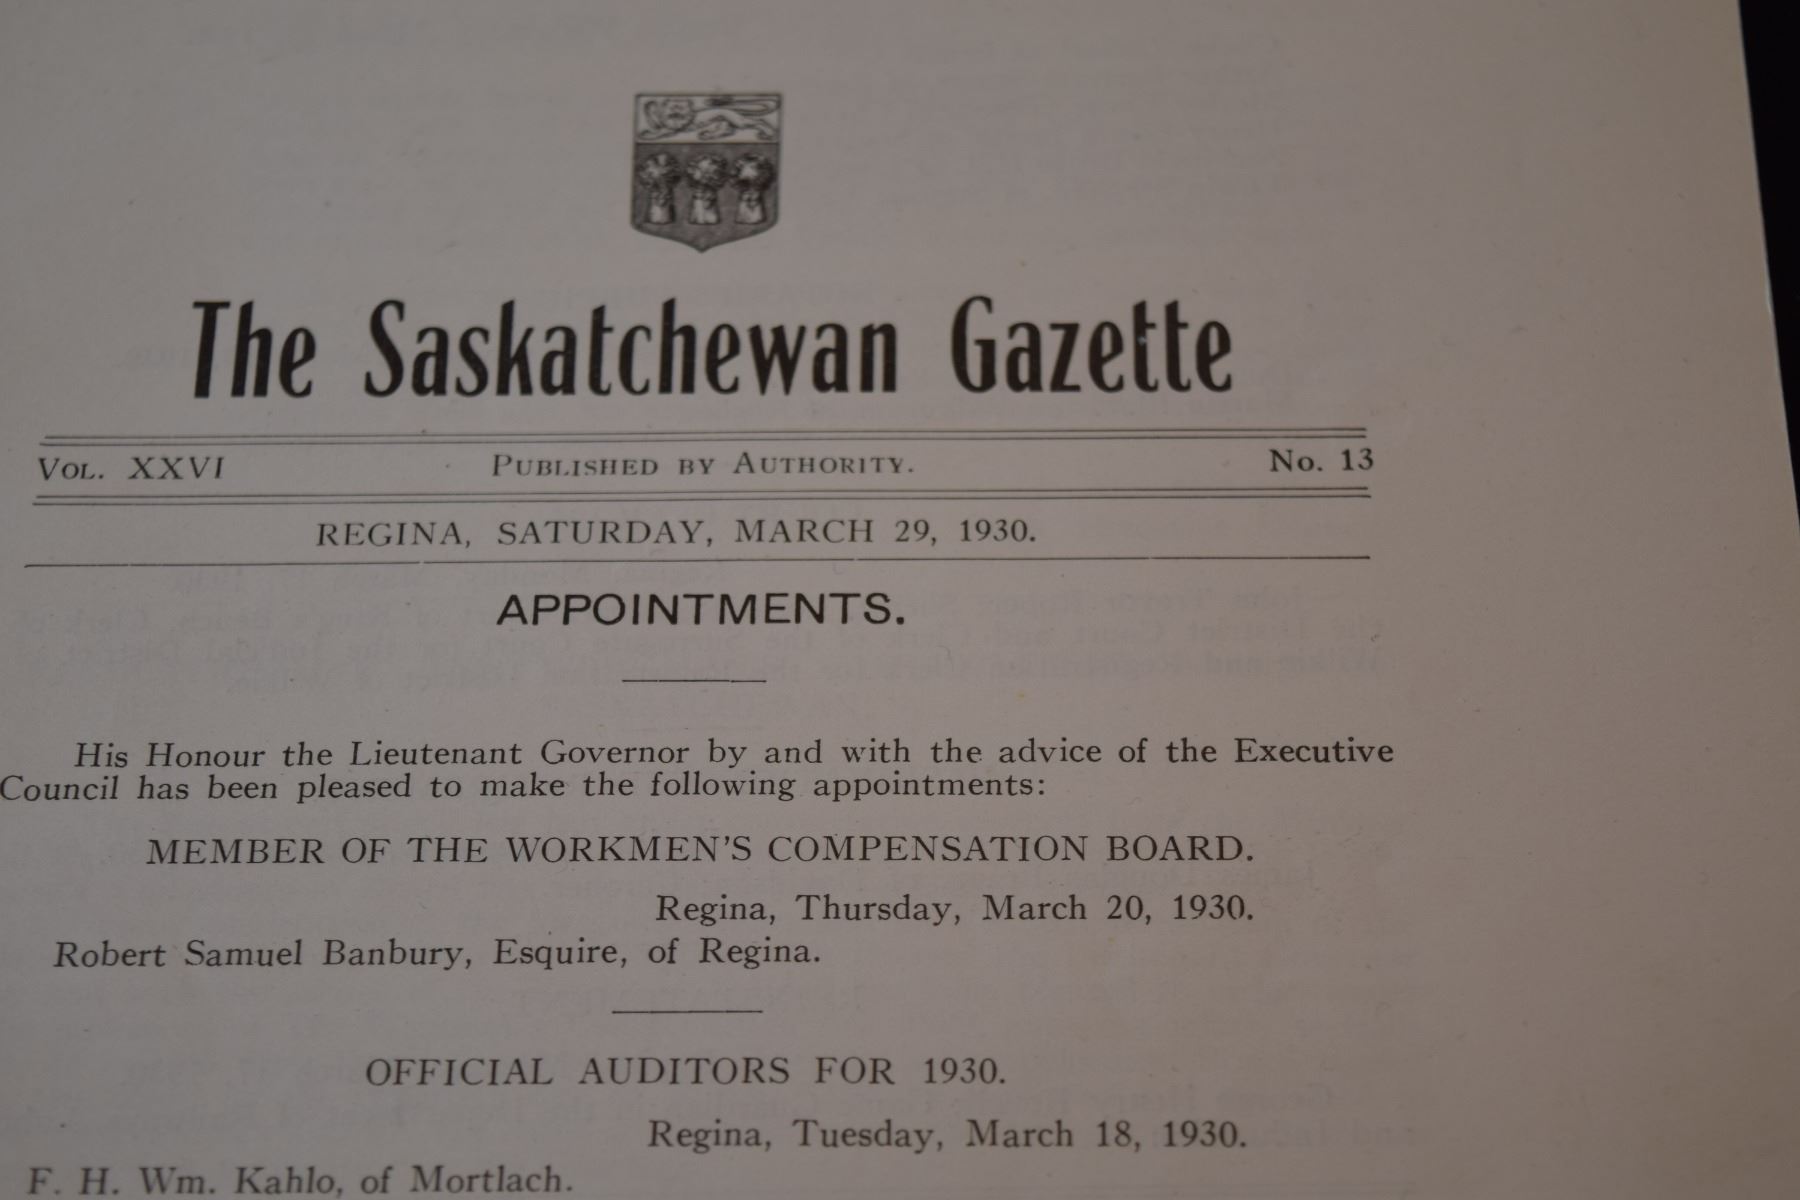 The Saskatchewan Gazette
Vol. XXVI Published by Authority. No. 13
REGINA, SATURDAY, MARCH 29, 1930.
APPOINTMENTS.
His Honour the Lieutenant Governor by and with the advice of the Executive
Council has been pleased to make the following appointments:
MEMBER OF THE WORKMEN'S COMPENSATION BOARD.
Regina, Thursday, March 20, 1930.
Robert Samuel Banbury, Esquire, of Regina.
OFFICIAL AUDITORS FOR 1930.
Regina, Tuesday, March 18, 1930.
F. H. Wm. Kahlo, of Mortlach.